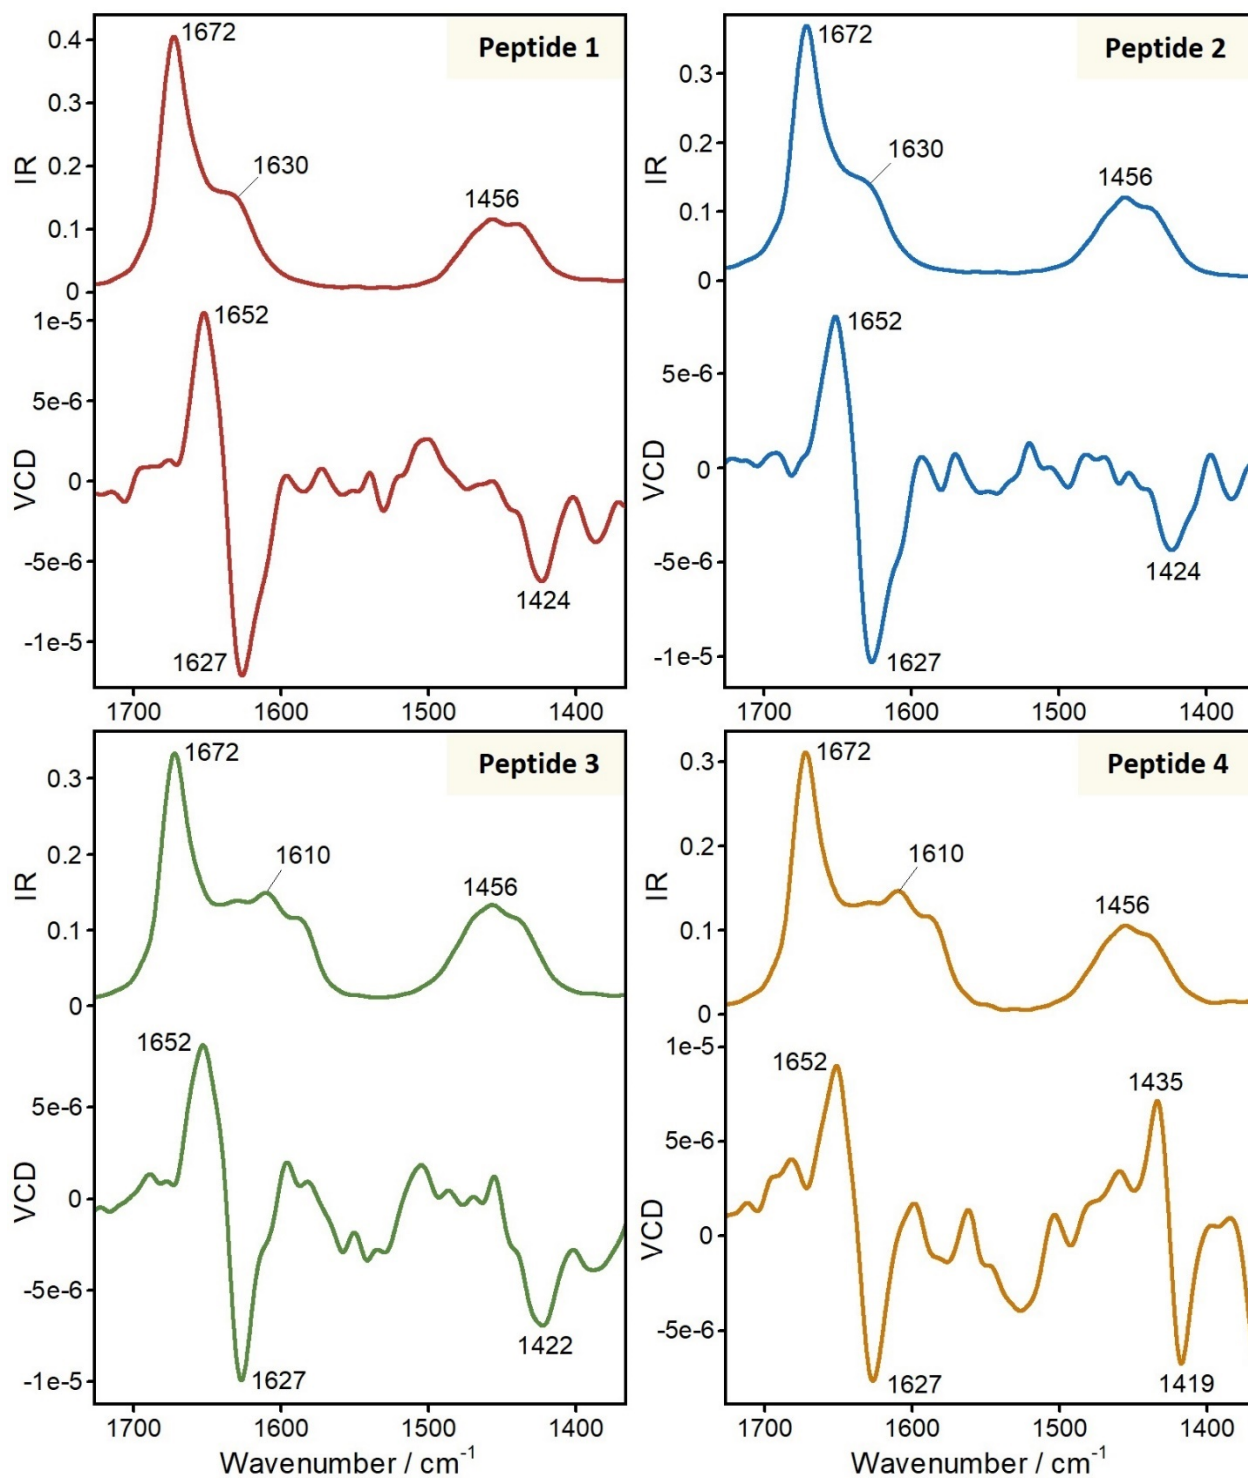 Peptide 1
1672
1630
1456
IR
0.4
0.3
0.2
0.1
0
1652
1627
1424
VCD
1e-5
5e-6
0
-5e-6
-1e-5
1700 1600 1500 1400
Peptide 2
1672
1630
1456
IR
0.3
0.2
0.1
0
1652
1627
1424
VCD
5e-6
0
-5e-6
-1e-5
1700 1600 1500 1400
Peptide 3
1672
1610
1456
IR
0.3
0.2
0.1
0
1652
1627
1422
VCD
5e-6
0
-5e-6
-1e-5
1700 1600 1500 1400
Wavenumber / cm⁻¹
Peptide 4
1672
1610
1456
IR
0.3
0.2
0.1
0
1652
1435
1627
1419
VCD
1e-5
5e-6
0
-5e-6
1700 1600 1500 1400
Wavenumber / cm⁻¹